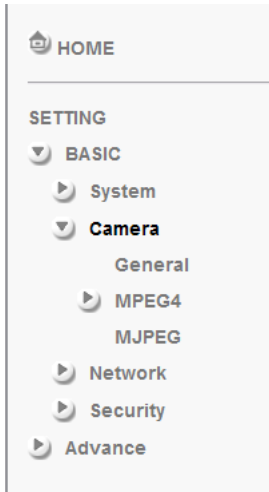 HOME
SETTING
BASIC
System
Camera
General
MPEG4
MJPEG
Network
Security
Advance